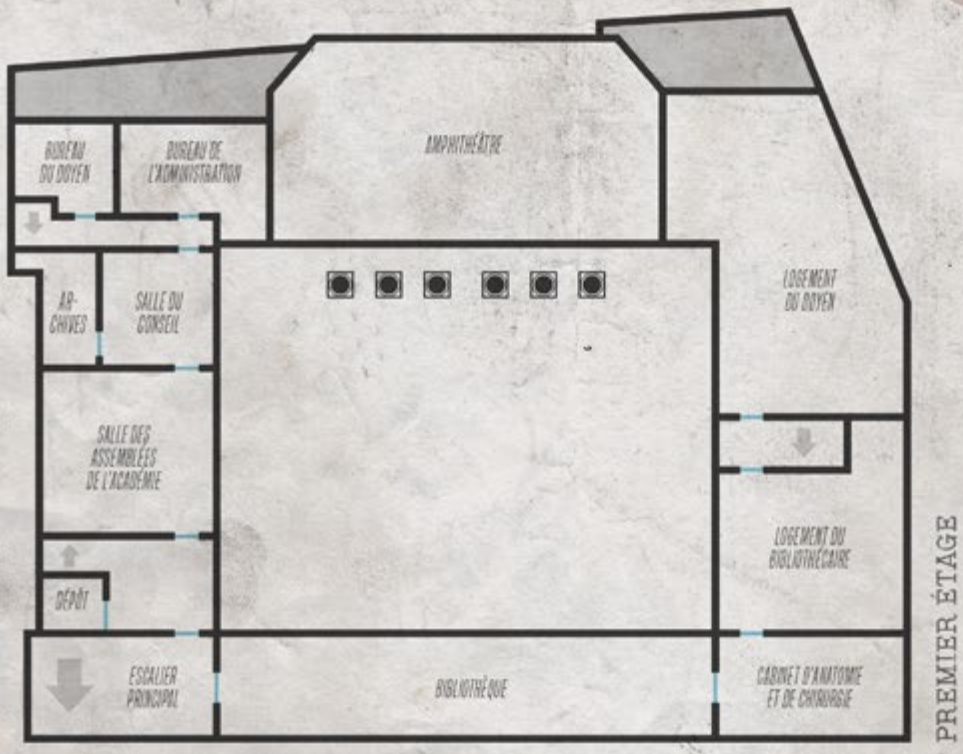 AMPHITHÉÂTRE
BUREAU
DU DOYEN
BUREAU DE
L'ADMINISTRATION
AR-
CHIVES
SALLE DU
CONSEIL
LOGEMENT
DU DOYEN
SALLE DES
ASSEMBLÉES
DE L'ACADÉMIE
LOGEMENT DU
BIBLIOTHÉCAIRE
DÉPÔT
ESCALIER
PRINCIPAL
BIBLIOTHÈQUE
CABINET D'ANATOMIE
ET DE CHIRURGIE
PREMIER ÉTAGE